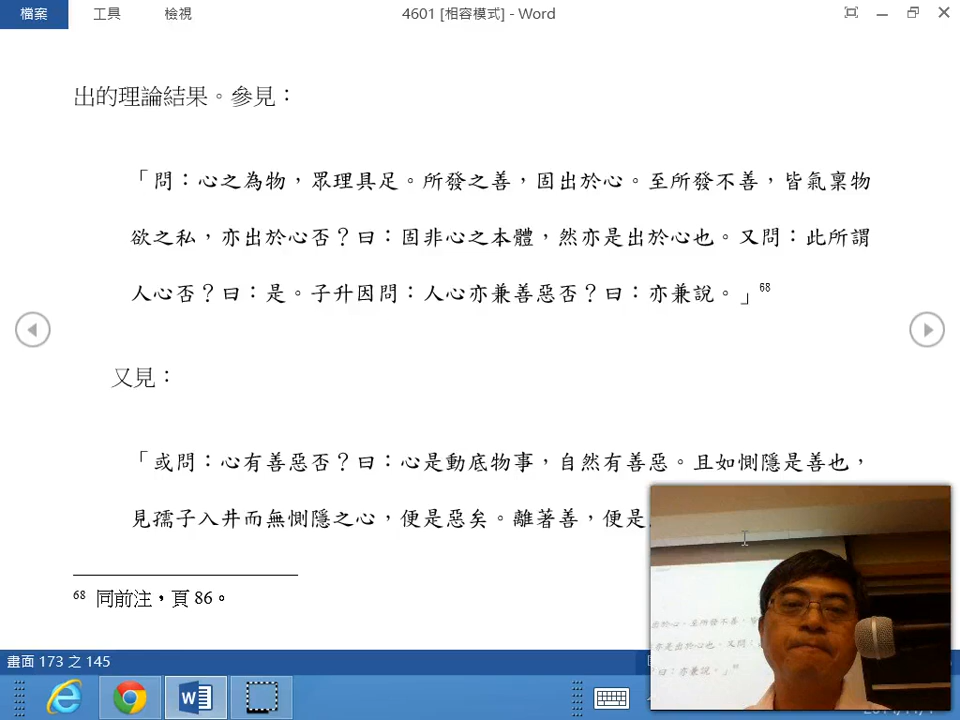 檔案 工具 檢視 4601 [相容模式] - Word
出的理論結果。參見：
「問：心之為物，眾理具足。所發之善，固出於心。至所發不善，皆氣稟物
欲之私，亦出於心否？曰：固非心之本體，然亦是出於心也。又問：此所謂
人心否？曰：是。子升因問：人心亦兼善惡否？曰：亦兼說。」68
又見：
「或問：心有善惡否？曰：心是動底物事，自然有善惡。且如惻隱是善也，
見孺子入井而無惻隱之心，便是惡矣。離著善，便是
68 同前注，頁 86。
畫面 173 之 145